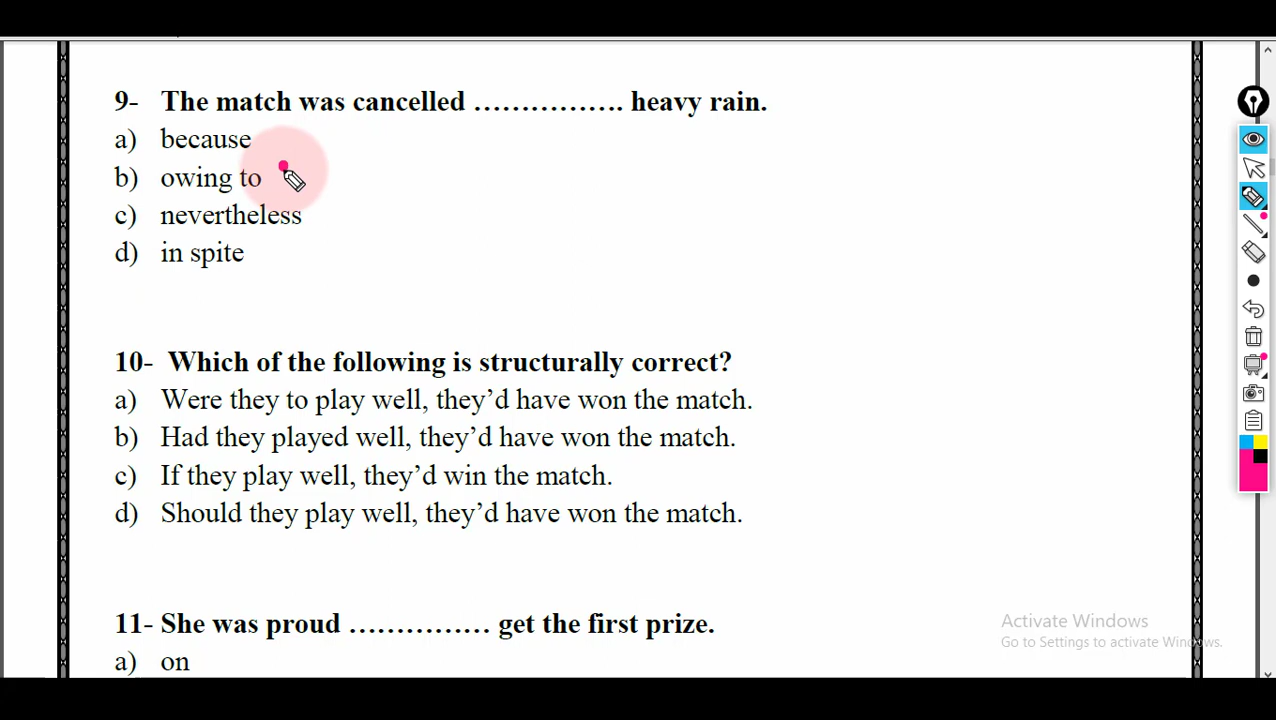 9- The match was cancelled ……………. heavy rain.
a) because
b) owing to
c) nevertheless
d) in spite
10- Which of the following is structurally correct?
a) Were they to play well, they’d have won the match.
b) Had they played well, they’d have won the match.
c) If they play well, they’d win the match.
d) Should they play well, they’d have won the match.
11- She was proud …………… get the first prize.
a) on
Activate Windows
Go to Settings to activate Windows.